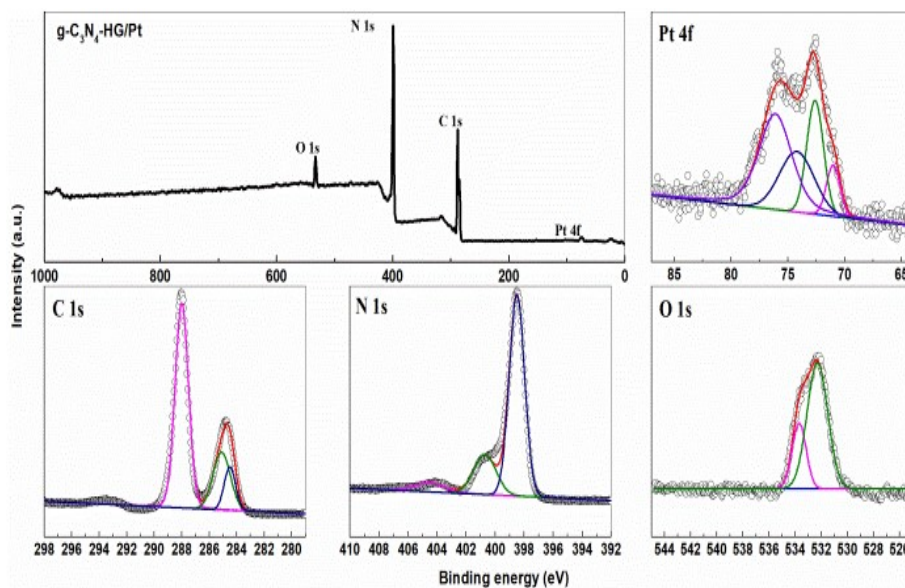 g-C₃N₄-HG/Pt
N 1s
O 1s
C 1s
Pt 4f
1000 800 600 400 200 0
Pt 4f
85 80 75 70 65
Intensity (a.u.)
C 1s
298 296 294 292 290 288 286 284 282 280
N 1s
410 408 406 404 402 400 398 396 394 392
O 1s
544 542 540 538 536 534 532 530 528
Binding energy (eV)